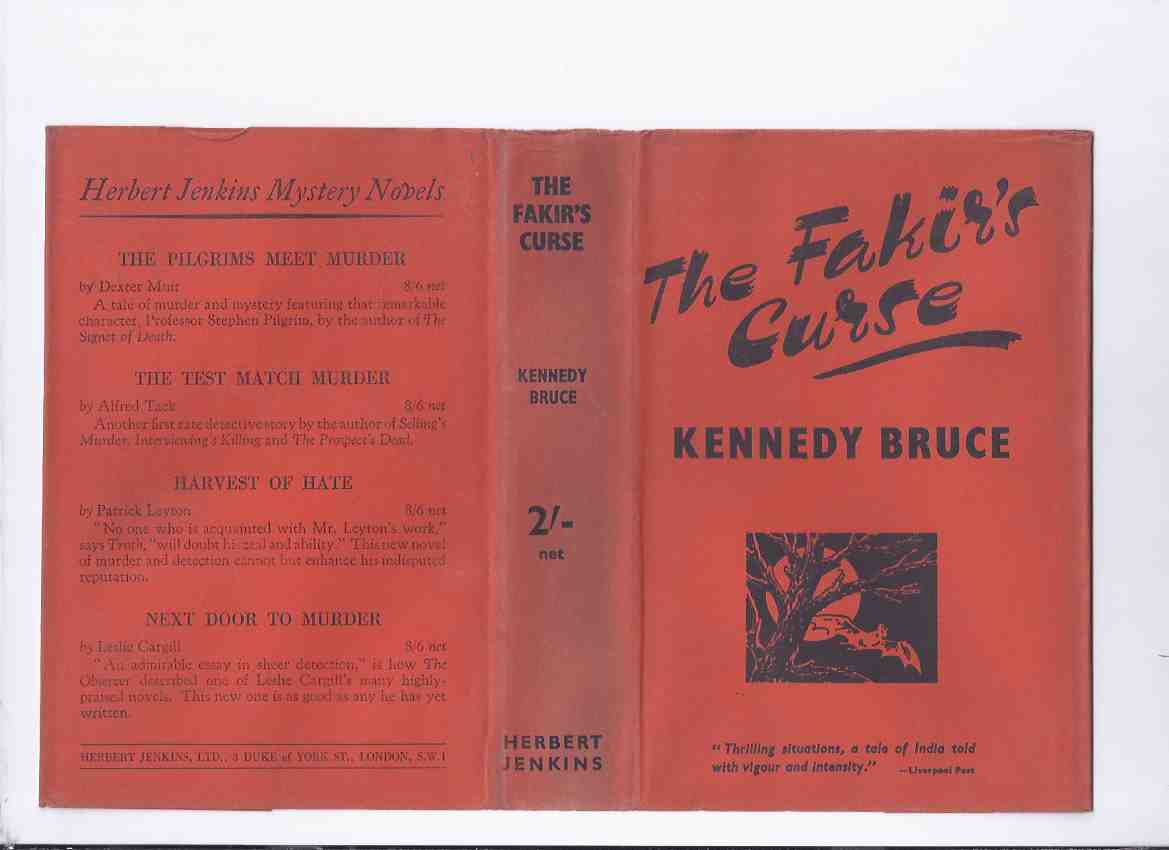 Herbert Jenkins Mystery Novels
THE PILGRIMS MEET MURDER
by Dexter Muir 8/6 net
A tale of murder and mystery featuring that remarkable
character, Professor Stephen Pilgrim, by the author of The
Signet of Death.
THE TEST MATCH MURDER
by Alfred Tack 8/6 net
Another first rate detective story by the author of Selling's
Murder, Interviewing's Killing and The Prospect's Dead.
HARVEST OF HATE
by Patrick Leyton 8/6 net
"No one who is acquainted with Mr. Leyton's work,"
says Truth, "will doubt his zeal and ability." This new novel
of murder and detection cannot but enhance his undisputed
reputation.
NEXT DOOR TO MURDER
by Leslie Cargill 8/6 net
"An admirable essay in sheer detection," is how The
Observer described one of Leslie Cargill's many highly-
praised novels. This new one is as good as any he has yet
written.
HERBERT JENKINS, LTD., 3 DUKE of YORK ST., LONDON, S.W.1
THE
FAKIR'S
CURSE
KENNEDY
BRUCE
2/-
net
HERBERT
JENKINS
The Fakir's
Curse
KENNEDY BRUCE
"Thrilling situations, a tale of India told
with vigour and intensity."
—Liverpool Post